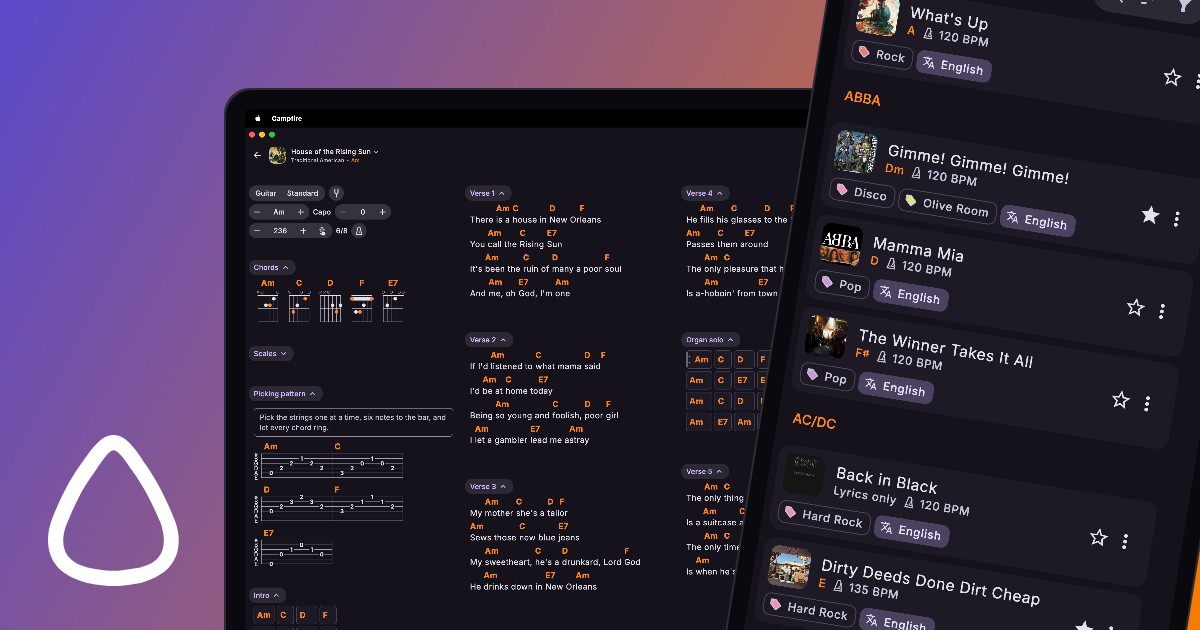 Campfire
House of the Rising Sun
Traditional American - Am
Guitar Standard
Am Capo 0
236 6/8
Chords
Am C D F E7
Scales
Picking pattern
Pick the strings one at a time, six notes to the bar, and
let every chord ring.
Am C
D F
E7
Intro
Am C D F
Verse 1
Am C D F
There is a house in New Orleans
Am C E7
You call the Rising Sun
Am C D F
It's been the ruin of many a poor soul
Am E7 Am
And me, oh God, I'm one
Verse 2
Am C D F
If I'd listened to what mama said
Am C E7
I'd be at home today
Am C D F
Being so young and foolish, poor girl
Am E7 Am
I let a gambler lead me astray
Verse 3
Am C D F
My mother she's a tailor
Am C E7
Sews those new blue jeans
Am C D F
My sweetheart, he's a drunkard, Lord God
Am E7 Am
He drinks down in New Orleans
Verse 4
Am C D F
He fills his glasses to the
Am C E7
Passes them around
Am C
The only pleasure that h
Am E7
Is a-hoboin' from town
Organ solo
Am C D F
Am C E7 E
Am C D
Am E7 Am
Verse 5
Am C
The only thing
Am C
Is a suitcase a
Am C
The only time
Am
Is when he's
What's Up
A 120 BPM
Rock English
ABBA
Gimme! Gimme! Gimme!
Dm 120 BPM
Disco Olive Room English
Mamma Mia
D 120 BPM
Pop English
The Winner Takes It All
F# 120 BPM
Pop English
AC/DC
Back in Black
Lyrics only 120 BPM
Hard Rock English
Dirty Deeds Done Dirt Cheap
E 135 BPM
Hard Rock English